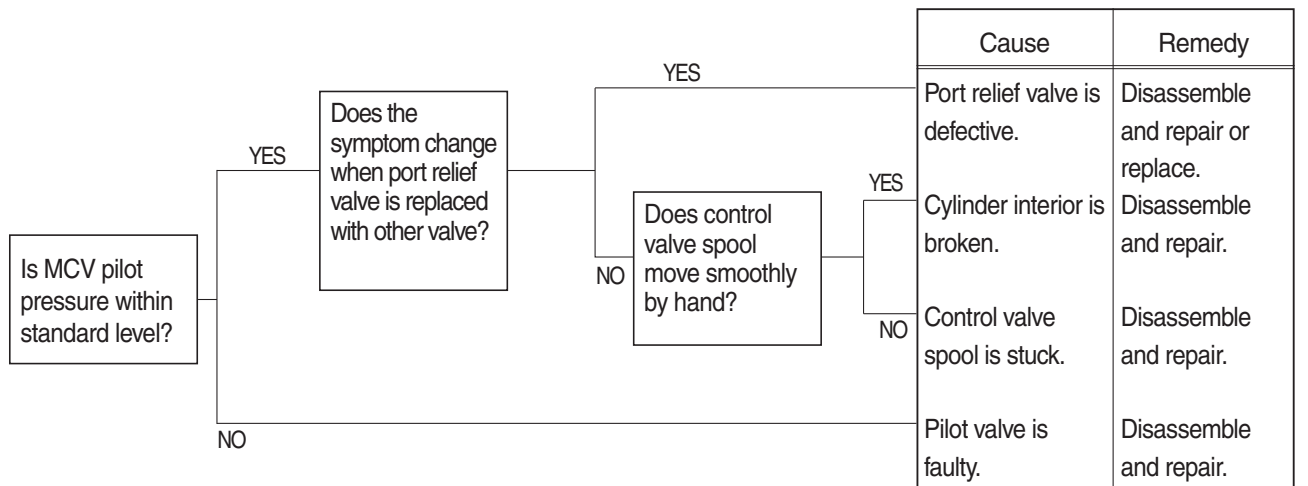 Is MCV pilot
pressure within
standard level?
YES
NO
Does the
symptom change
when port relief
valve is replaced
with other valve?
YES
NO
Does control
valve spool
move smoothly
by hand?
YES
NO
Cause
Remedy
Port relief valve is
defective.
Disassemble
and repair or
replace.
Cylinder interior is
broken.
Disassemble
and repair.
Control valve
spool is stuck.
Disassemble
and repair.
Pilot valve is
faulty.
Disassemble
and repair.